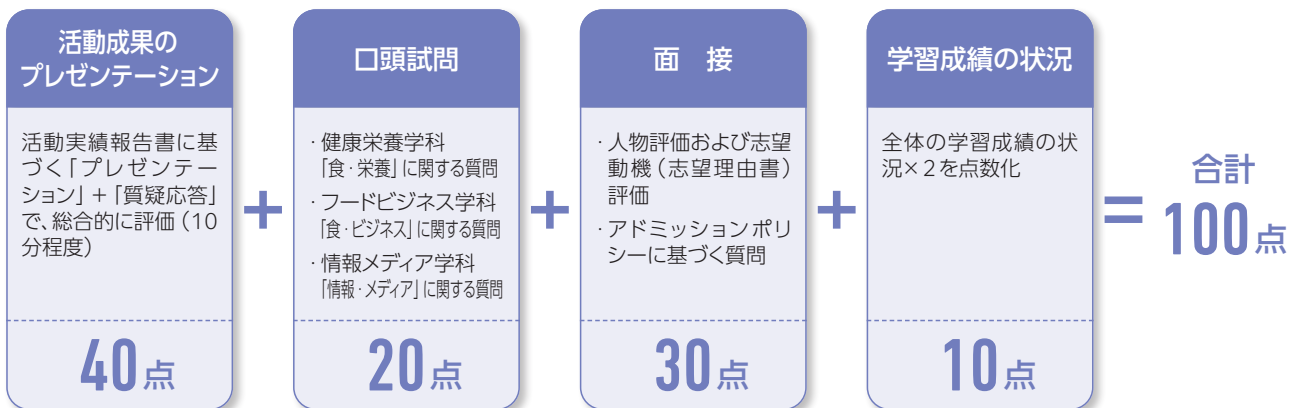 活動成果の
プレゼンテーション
活動実績報告書に基
づく「プレゼンテー
ション」+「質疑応答」
で、総合的に評価(10
分程度)
40点
+
口頭試問
・健康栄養学科
「食・栄養」に関する質問
・フードビジネス学科
「食・ビジネス」に関する質問
・情報メディア学科
「情報・メディア」に関する質問
20点
+
面 接
・人物評価および志望
動機(志望理由書)
評価
・アドミッションポリ
シーに基づく質問
30点
+
学習成績の状況
全体の学習成績の状
況×2を点数化
10点
=
合計
100点